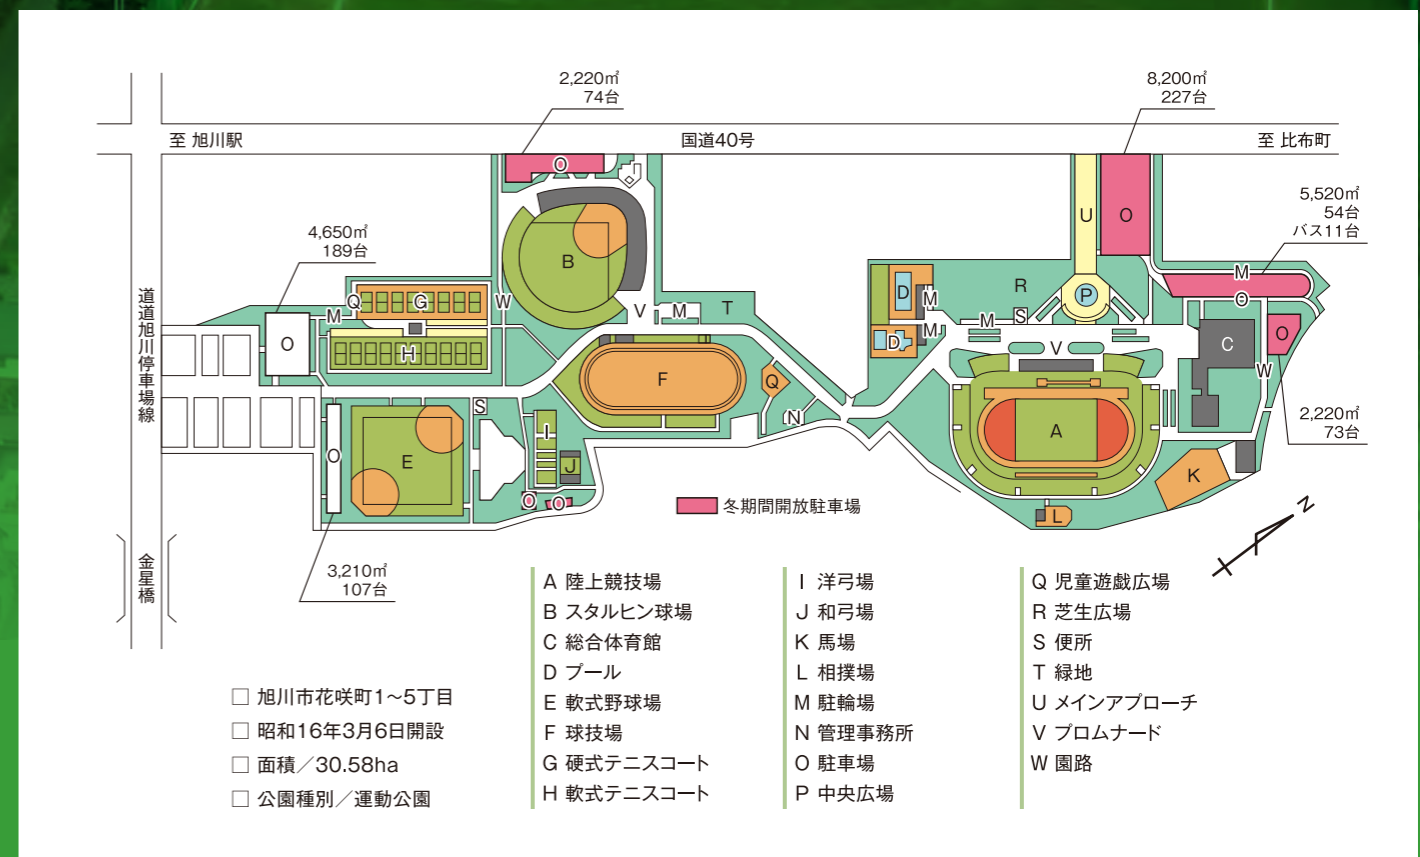 2,220㎡
74台
8,200㎡
227台
至 旭川駅
国道40号
至 比布町
5,520㎡
54台
バス11台
4,650㎡
189台
道道旭川停車場線
O
B
U
O
P
M
O
D
M
R
S
M
M
D
V
C
O
W
Q
G
W
M
O
H
V
M
T
F
Q
N
S
I
J
E
O
O
O
A
K
L
2,220㎡
73台
冬期間開放駐車場
N
金星橋
3,210㎡
107台
A 陸上競技場
B スタルヒン球場
C 総合体育館
D プール
E 軟式野球場
F 球技場
G 硬式テニスコート
H 軟式テニスコート
I 洋弓場
J 和弓場
K 馬場
L 相撲場
M 駐輪場
N 管理事務所
O 駐車場
P 中央広場
Q 児童遊戯広場
R 芝生広場
S 便所
T 緑地
U メインアプローチ
V プロムナード
W 園路
□ 旭川市花咲町1〜5丁目
□ 昭和16年3月6日開設
□ 面積／30.58ha
□ 公園種別／運動公園